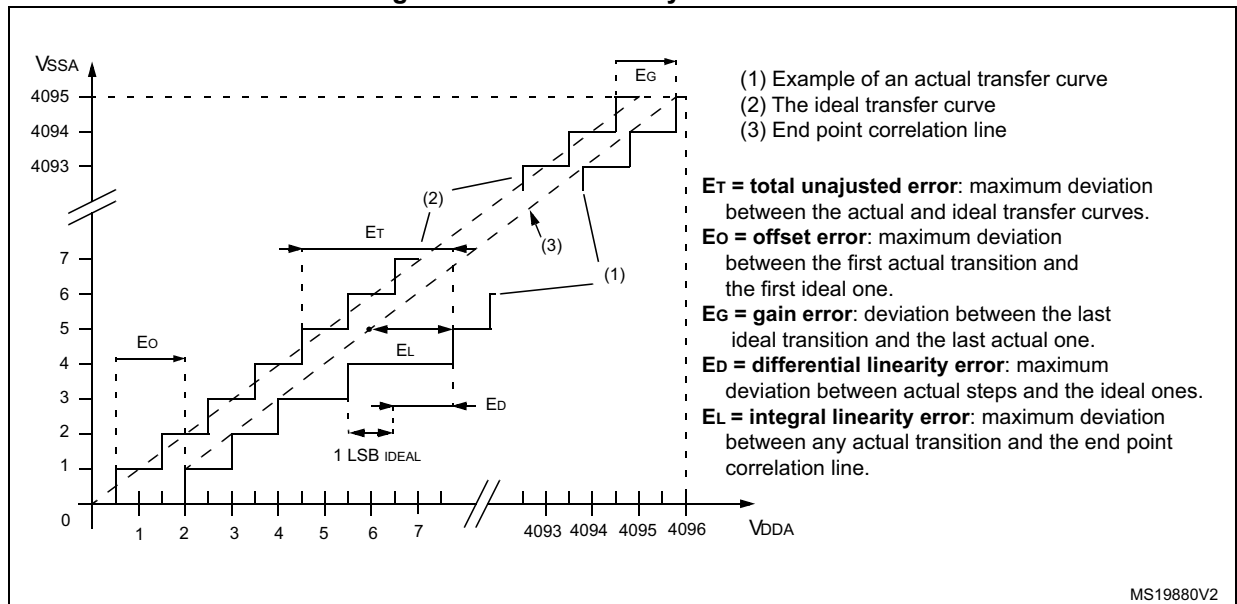 VSSA
4095
4094
4093
7
6
5
4
3
2
1
0
1 2 3 4 5 6 7 4093 4094 4095 4096
VDDA
EO
ET
EL
ED
1 LSB IDEAL
EG
(2)
(3)
(1)
(1) Example of an actual transfer curve
(2) The ideal transfer curve
(3) End point correlation line
ET = total unajusted error: maximum deviation
between the actual and ideal transfer curves.
EO = offset error: maximum deviation
between the first actual transition and
the first ideal one.
EG = gain error: deviation between the last
ideal transition and the last actual one.
ED = differential linearity error: maximum
deviation between actual steps and the ideal ones.
EL = integral linearity error: maximum deviation
between any actual transition and the end point
correlation line.
MS19880V2